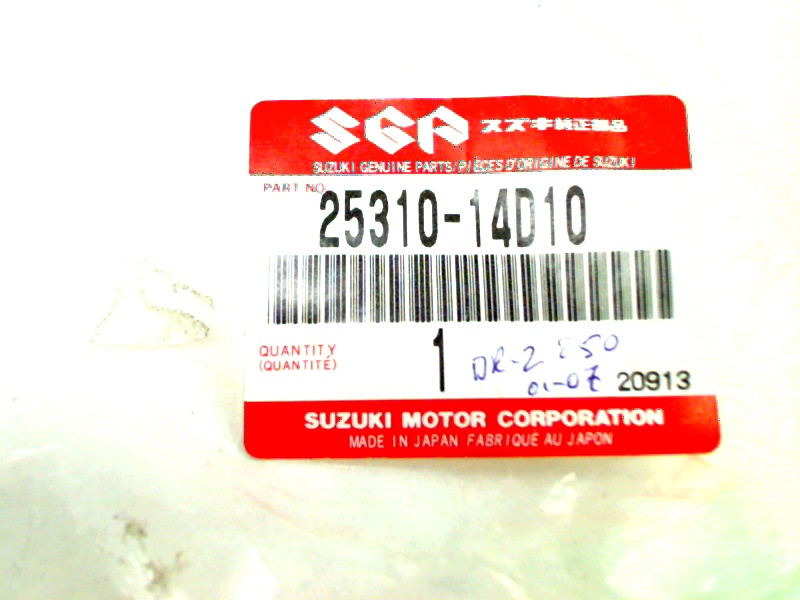 SGP スズキ純正部品
SUZUKI GENUINE PARTS/PIÈCES D'ORIGINE DE SUZUKI
PART NO.
25310-14D10
QUANTITY
(QUANTITÉ)
1
DR-Z 250
01-07
20913
SUZUKI MOTOR CORPORATION
MADE IN JAPAN FABRIQUÉ AU JAPON